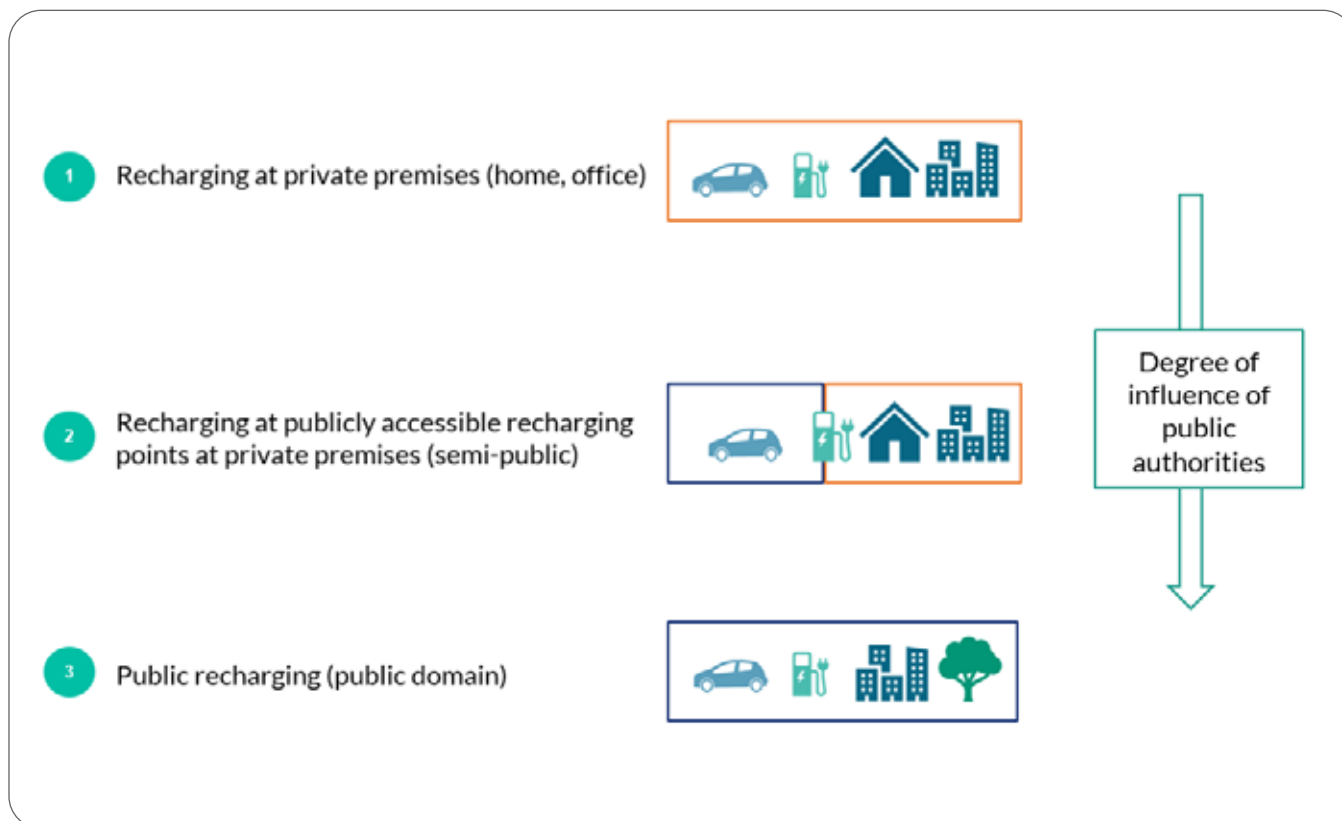 1
Recharging at private premises (home, office)
2
Recharging at publicly accessible recharging
points at private premises (semi-public)
3
Public recharging (public domain)
Degree of
influence of
public
authorities